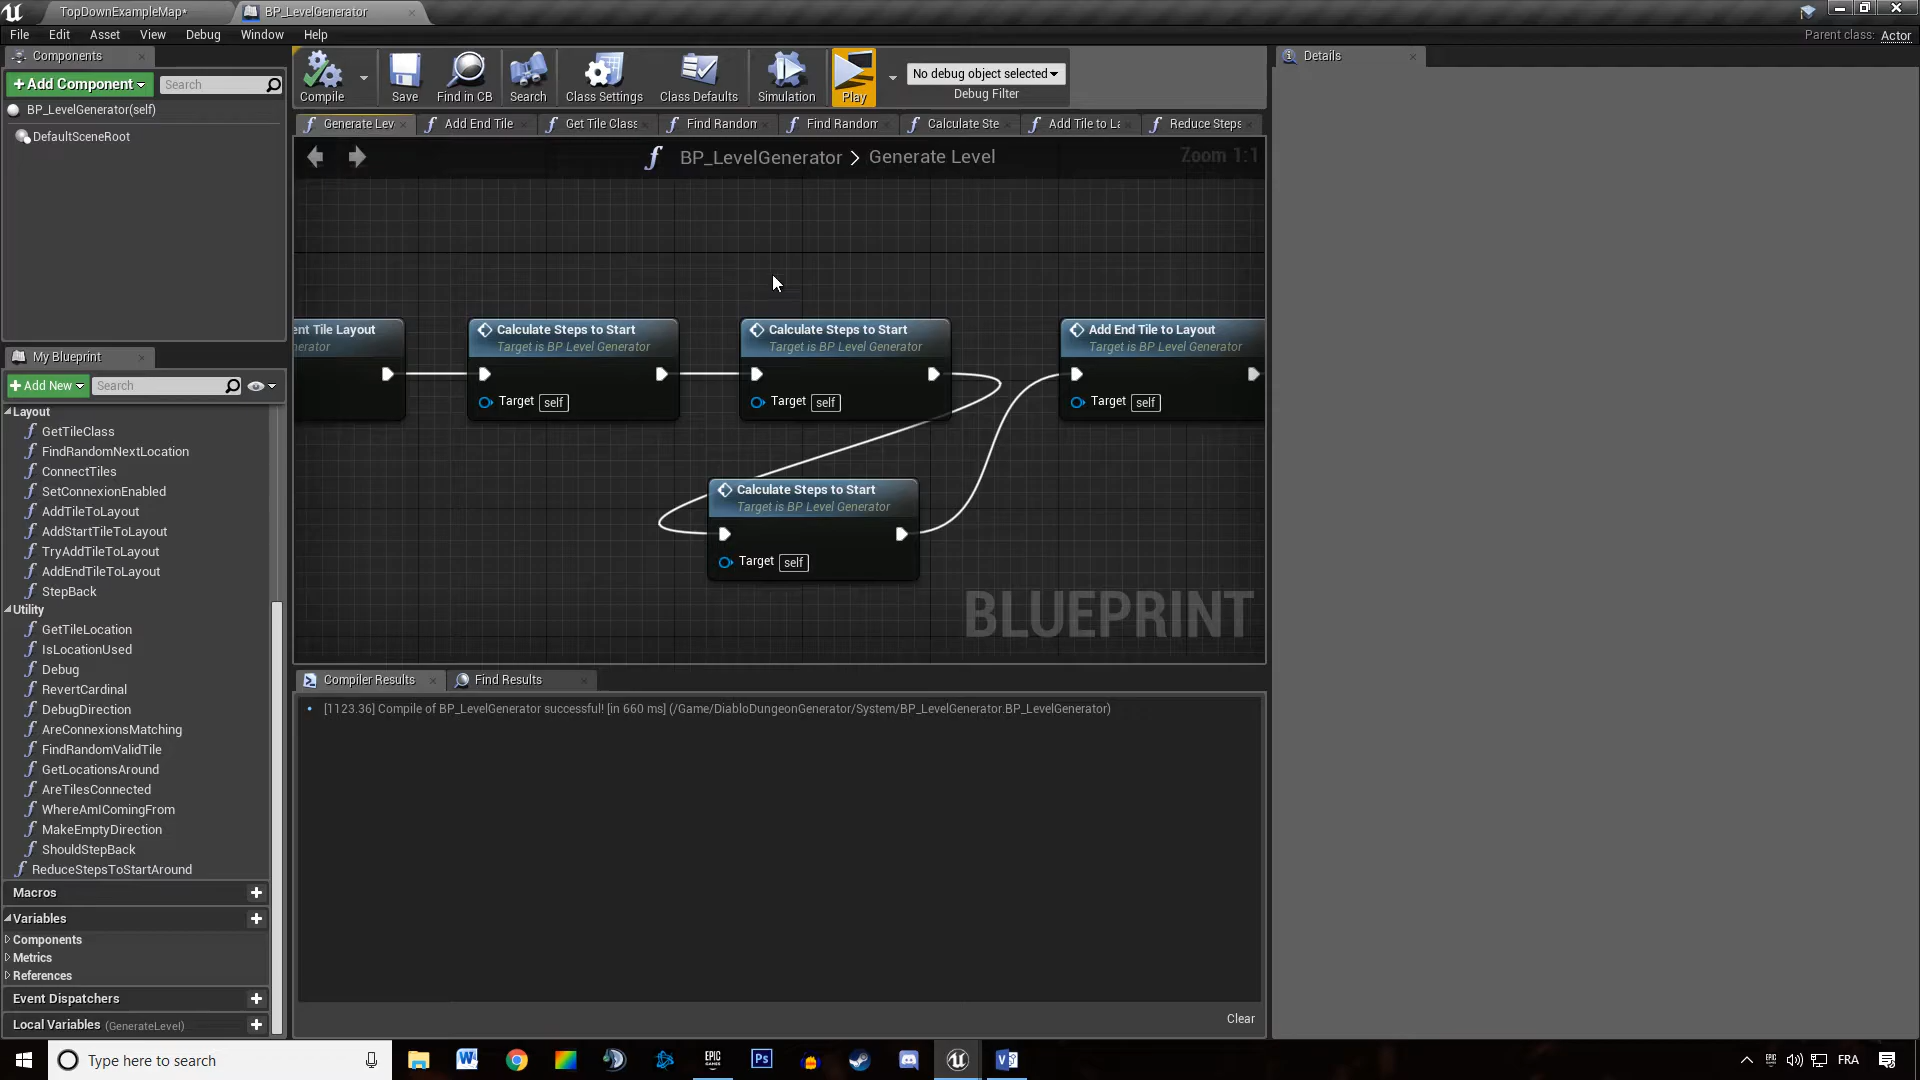 TopDownExampleMap*
BP_LevelGenerator
File Edit Asset View Debug Window Help
Parent class: Actor
Components
+Add Component
Search
BP_LevelGenerator(self)
DefaultSceneRoot
Compile
Save
Find in CB
Search
Class Settings
Class Defaults
Simulation
Play
No debug object selected
Debug Filter
Details
Generate Lev
Add End Tile
Get Tile Class
Find Random
Find Random
Calculate Ste
Add Tile to La
Reduce Steps
BP_LevelGenerator > Generate Level
Zoom 1:1
ent Tile Layout
nerator
Calculate Steps to Start
Target is BP Level Generator
Target self
Calculate Steps to Start
Target is BP Level Generator
Target self
Add End Tile to Layout
Target is BP Level Generator
Target self
Calculate Steps to Start
Target is BP Level Generator
Target self
BLUEPRINT
My Blueprint
+Add New
Search
Layout
GetTileClass
FindRandomNextLocation
ConnectTiles
SetConnexionEnabled
AddTileToLayout
AddStartTileToLayout
TryAddTileToLayout
AddEndTileToLayout
StepBack
Utility
GetTileLocation
IsLocationUsed
Debug
RevertCardinal
DebugDirection
AreConnexionsMatching
FindRandomValidTile
GetLocationsAround
AreTilesConnected
WhereAmIComingFrom
MakeEmptyDirection
ShouldStepBack
ReduceStepsToStartAround
Macros
Variables
Components
Metrics
References
Event Dispatchers
Local Variables (GenerateLevel)
Compiler Results
Find Results
[1123.36] Compile of BP_LevelGenerator successful! [in 660 ms] (/Game/DiabloDungeonGenerator/System/BP_LevelGenerator.BP_LevelGenerator)
Clear
Type here to search
FRA